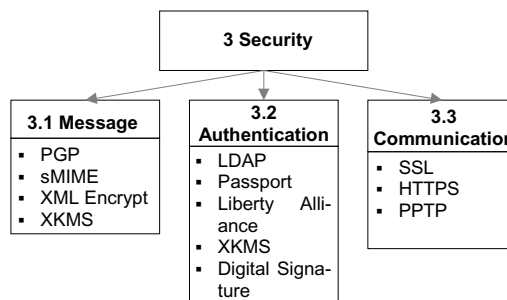 3 Security
3.1 Message
▪ PGP
▪ sMIME
▪ XML Encrypt
▪ XKMS
3.2
Authentication
▪ LDAP
▪ Passport
▪ Liberty Alli-
ance
▪ XKMS
▪ Digital Signa-
ture
3.3
Communication
▪ SSL
▪ HTTPS
▪ PPTP